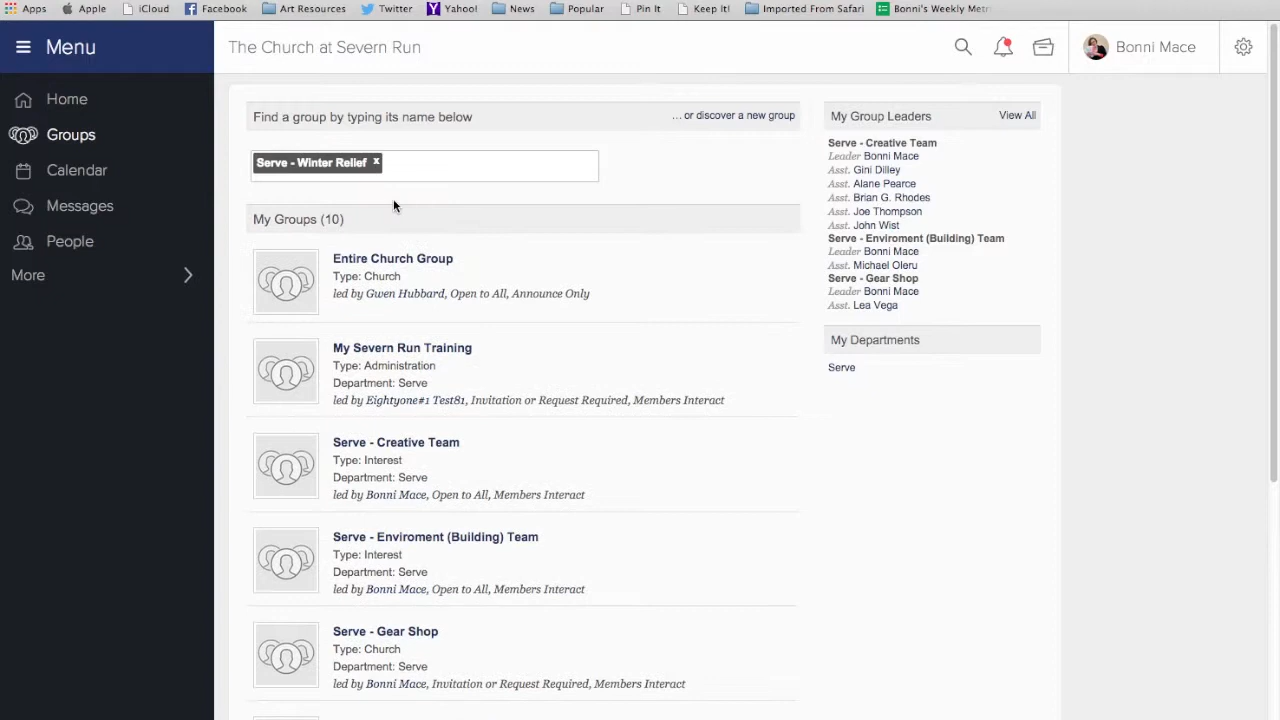 Apps Apple iCloud Facebook Art Resources Twitter Yahoo! News Popular Pin It Keep It! Imported From Safari Bonni's Weekly Metri
Menu
The Church at Severn Run
Bonni Mace
Home
Groups
Calendar
Messages
People
More
Find a group by typing its name below
... or discover a new group
Serve - Winter Relief x
My Groups (10)
Entire Church Group
Type: Church
led by Gwen Hubbard, Open to All, Announce Only
My Severn Run Training
Type: Administration
Department: Serve
led by Eightyone#1 Test81, Invitation or Request Required, Members Interact
Serve - Creative Team
Type: Interest
Department: Serve
led by Bonni Mace, Open to All, Members Interact
Serve - Enviroment (Building) Team
Type: Interest
Department: Serve
led by Bonni Mace, Open to All, Members Interact
Serve - Gear Shop
Type: Church
Department: Serve
led by Bonni Mace, Invitation or Request Required, Members Interact
My Group Leaders
View All
Serve - Creative Team
Leader Bonni Mace
Asst. Gini Dilley
Asst. Alane Pearce
Asst. Brian G. Rhodes
Asst. Joe Thompson
Asst. John Wist
Serve - Enviroment (Building) Team
Leader Bonni Mace
Asst. Michael Oleru
Serve - Gear Shop
Leader Bonni Mace
Asst. Lea Vega
My Departments
Serve